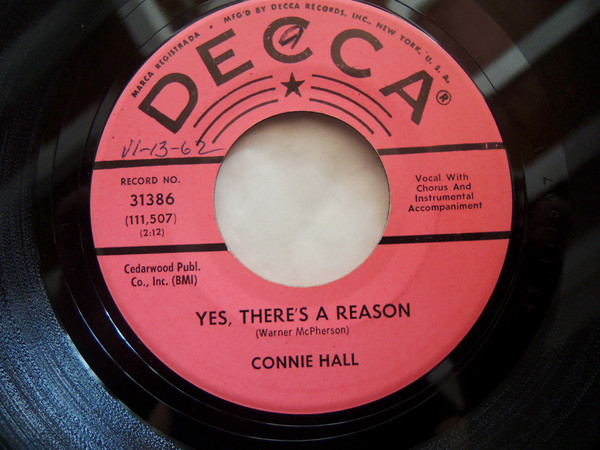 MARCA REGISTRADA • MFG'D BY DECCA RECORDS, INC., NEW YORK, U. S. A.
DECCA®
VI-13-62
RECORD NO.
31386
(111,507)
(2:12)
Vocal With
Chorus And
Instrumental
Accompaniment
Cedarwood Publ.
Co., Inc. (BMI)
YES, THERE'S A REASON
(Warner McPherson)
CONNIE HALL